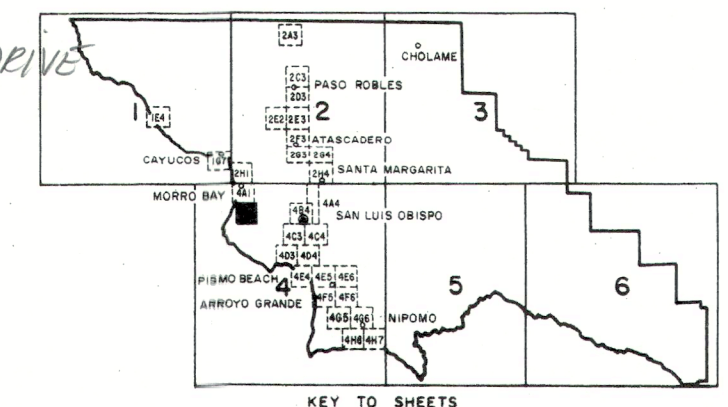 DRIVE
2A3
CHOLAME
2C3
PASO ROBLES
2D3
1 1E4 2E2 2E3 2 3
2F3 ATASCADERO
CAYUCOS 1G7 2G3 2G4
2H1 2H4 SANTA MARGARITA
MORRO BAY 4A1 4A4
4B4 SAN LUIS OBISPO
4C3 4C4
4D3 4D4
PISMO BEACH 4 4E4 4E5 4E6 5 6
ARROYO GRANDE 4F5 4F6
4G5 4G6 NIPOMO
4H6 4H7
KEY TO SHEETS